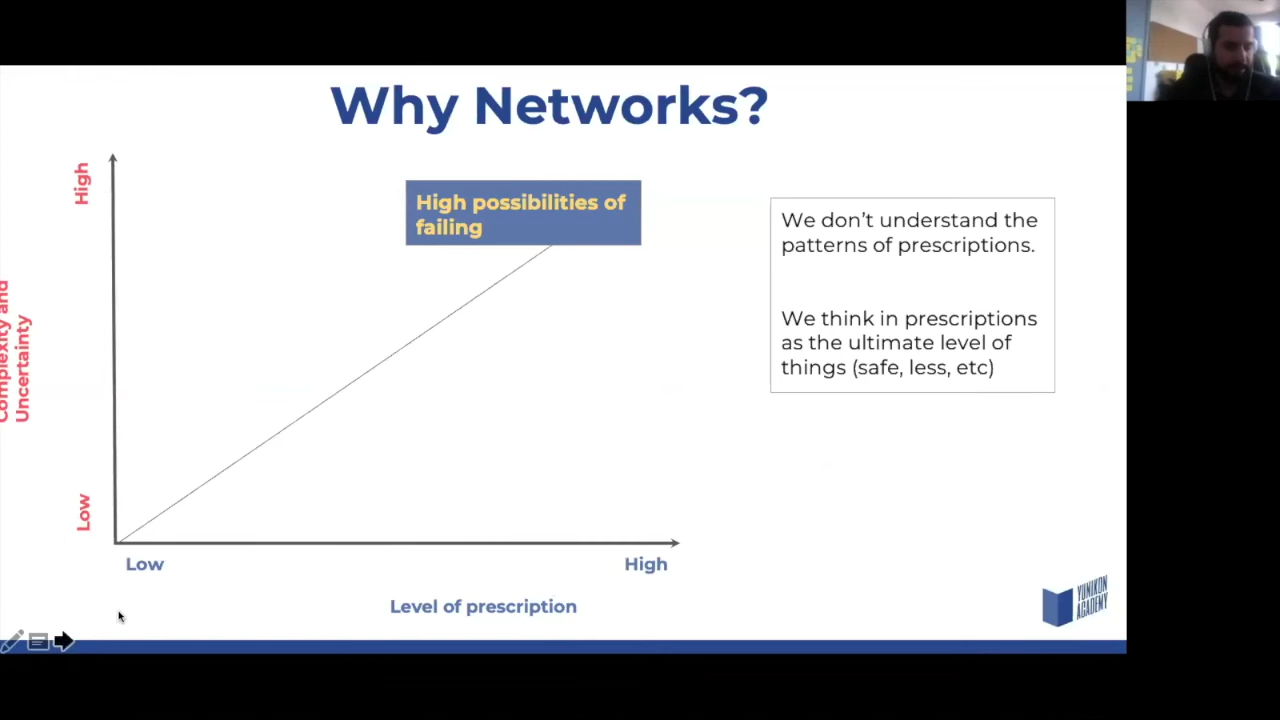 Why Networks?
High
High possibilities of
failing
We don’t understand the
patterns of prescriptions.
We think in prescriptions
as the ultimate level of
things (safe, less, etc)
Complexity and
Uncertainty
Low
Low
High
Level of prescription
YUNIKON
ACADEMY